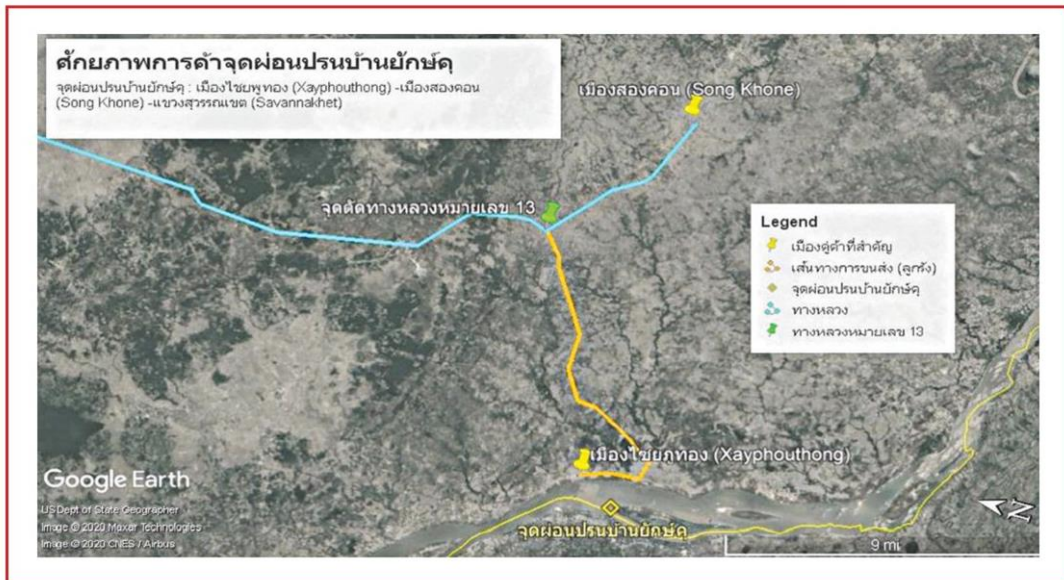 ศักยภาพการค้าจุดผ่อนปรนบ้านยักษ์คุ
จุดผ่อนปรนบ้านยักษ์คุ : เมืองไชยพูทอง (Xayphouthong) -เมืองสองคอน
(Song Khone) -แขวงสุวรรณเขต (Savannakhet)
เมืองสองคอน (Song Khone)
จุดตัดทางหลวงหมายเลข 13
Legend
เมืองคู่ค้าที่สำคัญ
เส้นทางการขนส่ง (ลูกรัง)
จุดผ่อนปรนบ้านยักษ์คุ
ทางหลวง
ทางหลวงหมายเลข 13
เมืองไชยภูทอง (Xayphouthong)
Google Earth
US Dept of State Geographer
Image © 2020 Maxar Technologies
Image © 2020 CNES / Airbus
จุดผ่อนปรนบ้านยักษ์คุ
N
9 mi